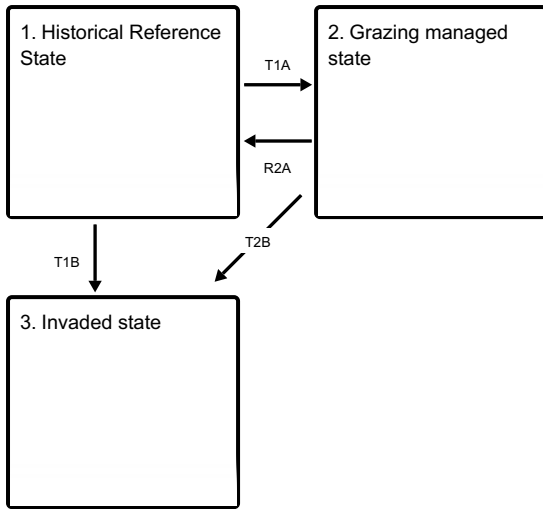 1. Historical Reference
State
2. Grazing managed
state
T1A
R2A
T1B
T2B
3. Invaded state